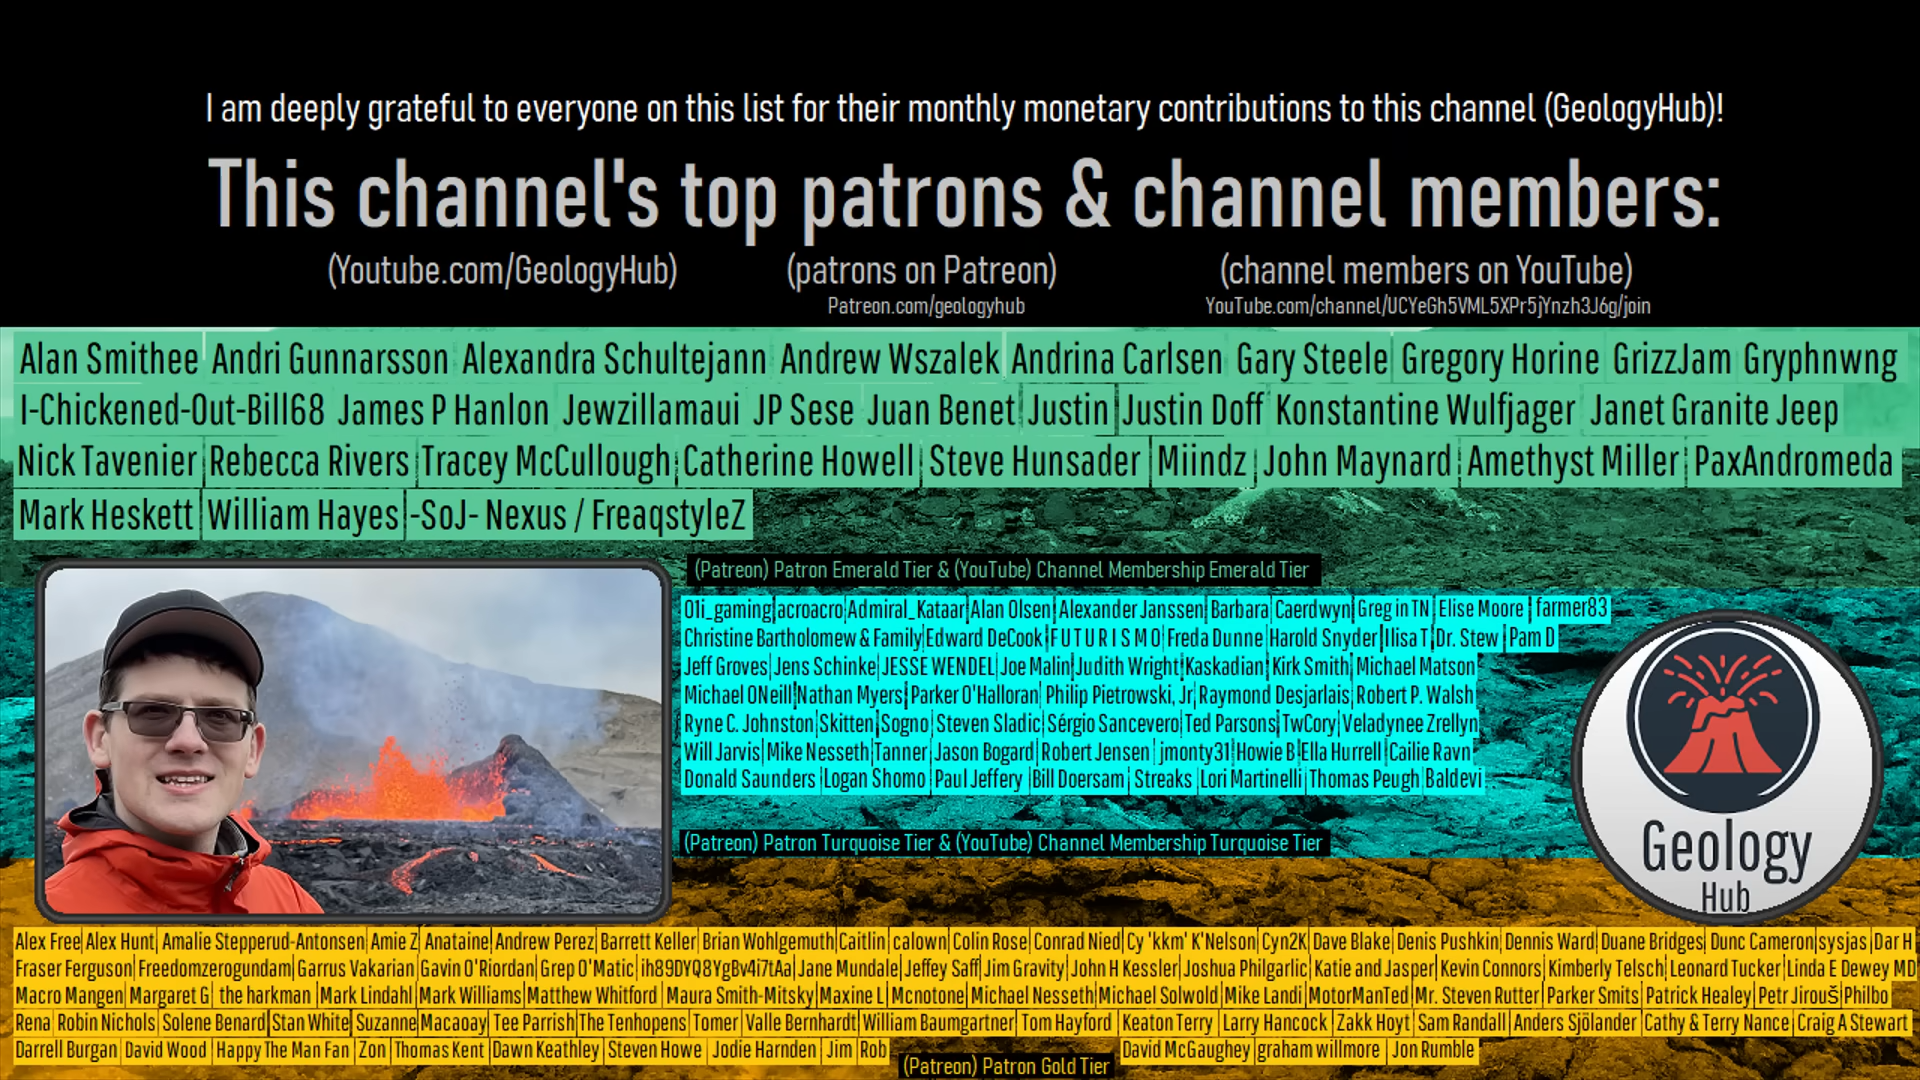 I am deeply grateful to everyone on this list for their monthly monetary contributions to this channel (GeologyHub)!
This channel's top patrons & channel members:
(Youtube.com/GeologyHub) (patrons on Patreon) (channel members on YouTube)
Patreon.com/geologyhub YouTube.com/channel/UCYeGh5VML5XPr5jYnzh3J6g/join
Alan Smithee Andri Gunnarsson Alexandra Schultejann Andrew Wszalek Andrina Carlsen Gary Steele Gregory Horine GrizzJam Gryphnwng
I-Chickened-Out-Bill68 James P Hanlon Jewzillamaui JP Sese Juan Benet Justin Justin Doff Konstantine Wulfjager Janet Granite Jeep
Nick Tavenier Rebecca Rivers Tracey McCullough Catherine Howell Steve Hunsader Miindz John Maynard Amethyst Miller PaxAndromeda
Mark Heskett William Hayes -SoJ- Nexus / FreaqstyleZ
(Patreon) Patron Emerald Tier & (YouTube) Channel Membership Emerald Tier
O1i_gaming acroacro Admiral_Kataar Alan Olsen Alexander Janssen Barbara Caerdwyn Greg in TN Elise Moore farmer83
Christine Bartholomew & Family Edward DeCook F U T U R I S M O Freda Dunne Harold Snyder Ilisa T Dr. Stew Pam D
Jeff Groves Jens Schinke JESSE WENDEL Joe Malin Judith Wright Kaskadian Kirk Smith Michael Matson
Michael ONeill Nathan Myers Parker O'Halloran Philip Pietrowski, Jr Raymond Desjarlais Robert P. Walsh
Ryne C. Johnston Skitten Sogno Steven Sladic Sérgio Sancevero Ted Parsons TwCory Veladynee Zrellyn
Will Jarvis Mike Nesseth Tanner Jason Bogard Robert Jensen jmonty31 Howie B Ella Hurrell Cailie Ravn
Donald Saunders Logan Shomo Paul Jeffery Bill Doersam Streaks Lori Martinelli Thomas Peugh Baldevi
(Patreon) Patron Turquoise Tier & (YouTube) Channel Membership Turquoise Tier
Geology
Hub
Alex Free Alex Hunt Amalie Stepperud-Antonsen Amie Z Anataine Andrew Perez Barrett Keller Brian Wohlgemuth Caitlin calown Colin Rose Conrad Nied Cy 'kkm' K'Nelson Cyn2K Dave Blake Denis Pushkin Dennis Ward Duane Bridges Dunc Cameron sysjas Dar H
Fraser Ferguson Freedomzerogundam Garrus Vakarian Gavin O'Riordan Grep O'Matic ih89DYQ8YgBv4i7tAa Jane Mundale Jeffey Saff Jim Gravity John H Kessler Joshua Philgarlic Katie and Jasper Kevin Connors Kimberly Telsch Leonard Tucker Linda E Dewey MD
Macro Mangen Margaret G the harkman Mark Lindahl Mark Williams Matthew Whitford Maura Smith-Mitsky Maxine L Mcnotone Michael Nesseth Michael Solwold Mike Landi MotorManTed Mr. Steven Rutter Parker Smits Patrick Healey Petr Jirouš Philbo
Rena Robin Nichols Solene Benard Stan White Suzanne Macaoay Tee Parrish The Tenhopens Tomer Valle Bernhardt William Baumgartner Tom Hayford Keaton Terry Larry Hancock Zakk Hoyt Sam Randall Anders Sjölander Cathy & Terry Nance Craig A Stewart
Darrell Burgan David Wood Happy The Man Fan Zon Thomas Kent Dawn Keathley Steven Howe Jodie Harnden Jim Rob David McGaughey graham willmore Jon Rumble
(Patreon) Patron Gold Tier